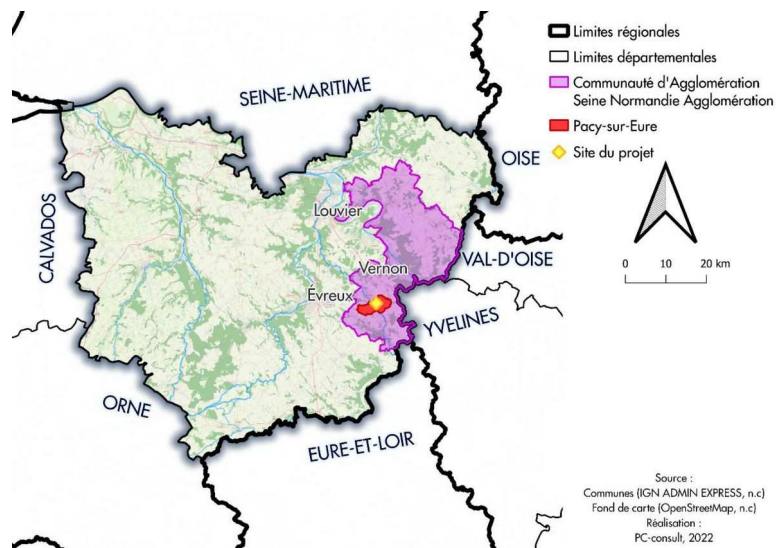 Limites régionales
Limites départementales
Communauté d'Agglomération
Seine Normandie Agglomération
Pacy-sur-Eure
Site du projet
SEINE-MARITIME
OISE
CALVADOS
Louvier
VAL-D'OISE
0 10 20 km
Vernon
Évreux
YVELINES
ORNE
EURE-ET-LOIR
Source :
Communes (IGN ADMIN EXPRESS, n.c)
Fond de carte (OpenStreetMap, n.c)
Réalisation :
PC-consult, 2022